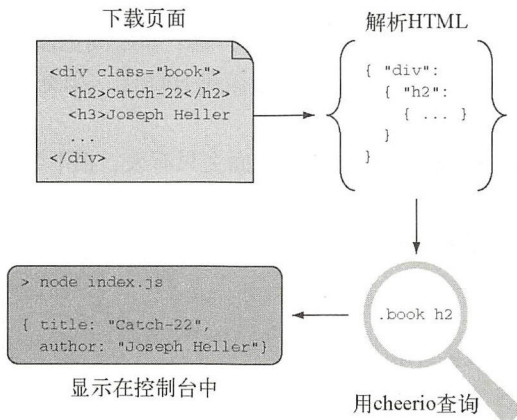 下载页面
<div class="book">
<h2>Catch-22</h2>
<h3>Joseph Heller
...
</div>
解析HTML
{ "div":
{ "h2":
{ ... }
}
}
.book h2
用cheerio查询
> node index.js
{ title: "Catch-22",
author: "Joseph Heller"}
显示在控制台中